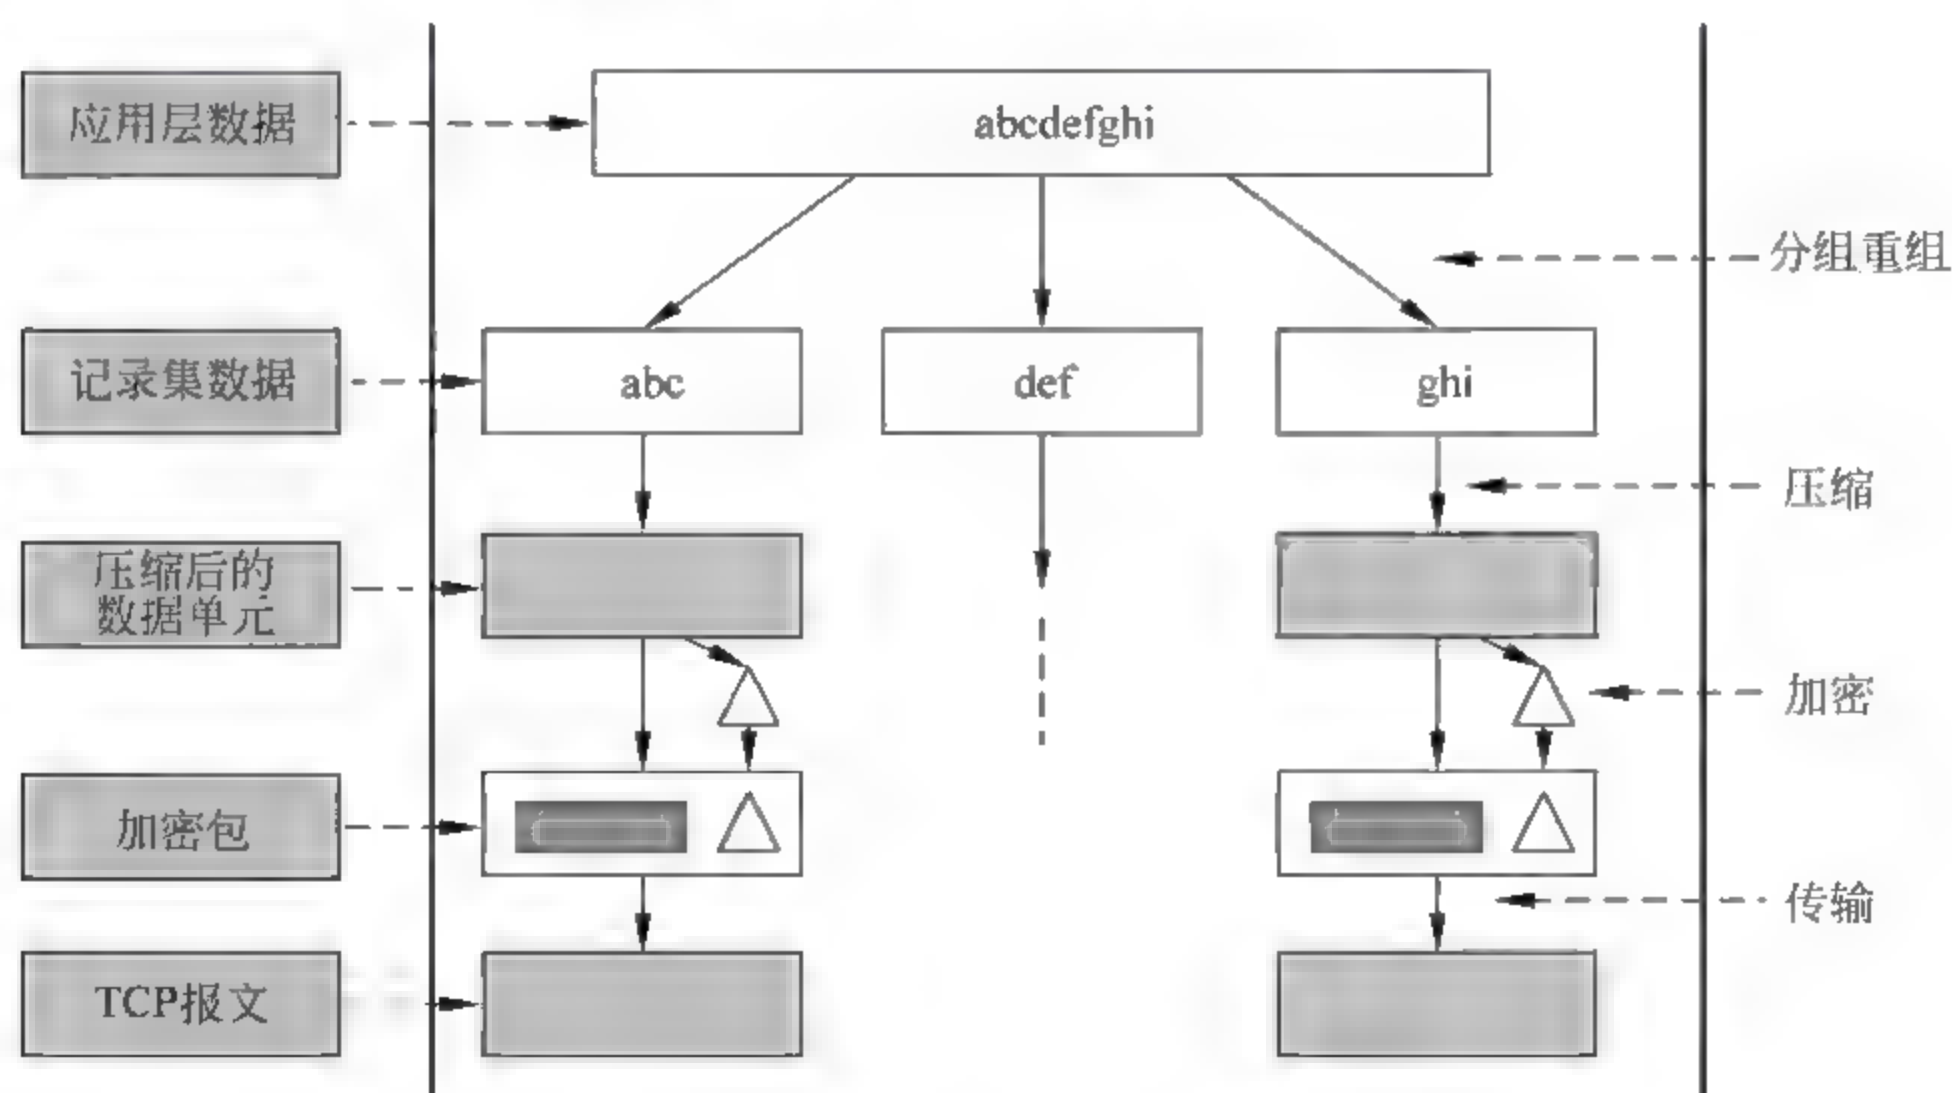 应用层数据
abcdefghi
分组重组
记录集数据
abc
def
ghi
压缩
压缩后的
数据单元
加密
加密包
传输
TCP报文